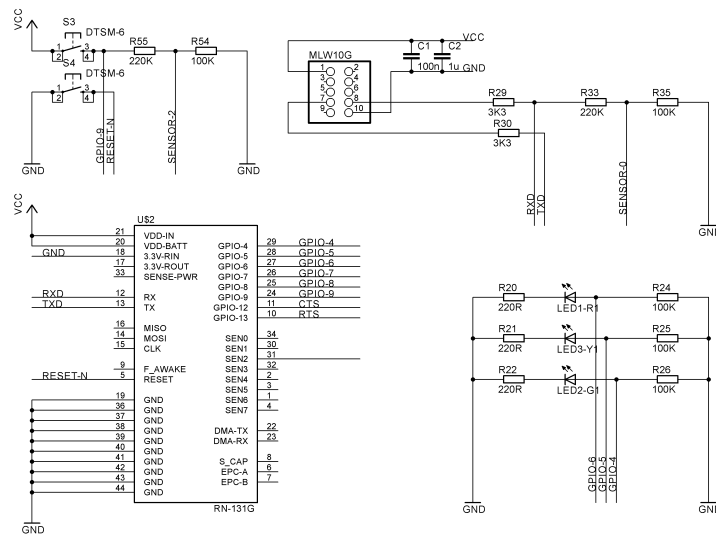 VCC
S3
DTSM-6
1 3
2 4
S4
DTSM-6
1 3
2 4
R55
220K
R54
100K
GPIO-9
RESET-N
SENSOR-2
GND
GND
MLW10G
1 2
3 4
5 6
7 8
9 10
C1
100n
C2
1u
VCC
GND
R29
3K3
R30
3K3
R33
220K
R35
100K
RXD
TXD
SENSOR-0
GND
VCC
U$2
21 VDD-IN
20 VDD-BATT
GND 18 3.3V-RIN
17 3.3V-ROUT
33 SENSE-PWR
RXD 12 RX
TXD 13 TX
16 MISO
14 MOSI
15 CLK
9 F_AWAKE
RESET-N 5 RESET
19 GND
36 GND
37 GND
38 GND
39 GND
40 GND
41 GND
42 GND
43 GND
44 GND
GPIO-4 29 GPIO-4
GPIO-5 28 GPIO-5
GPIO-6 27 GPIO-6
GPIO-7 26 GPIO-7
GPIO-8 25 GPIO-8
GPIO-9 24 GPIO-9
GPIO-12 11 CTS
GPIO-13 10 RTS
SEN0 34
SEN1 30
SEN2 31
SEN3 32
SEN4 2
SEN5 3
SEN6 1
SEN7 4
DMA-TX 22
DMA-RX 23
S_CAP 8
EPC-A 6
EPC-B 7
RN-131G
GND
R20
220R
LED1-R1
R24
100K
R21
220R
LED3-Y1
R25
100K
R22
220R
LED2-G1
R26
100K
GPIO-6
GPIO-5
GPIO-4
GND
GND